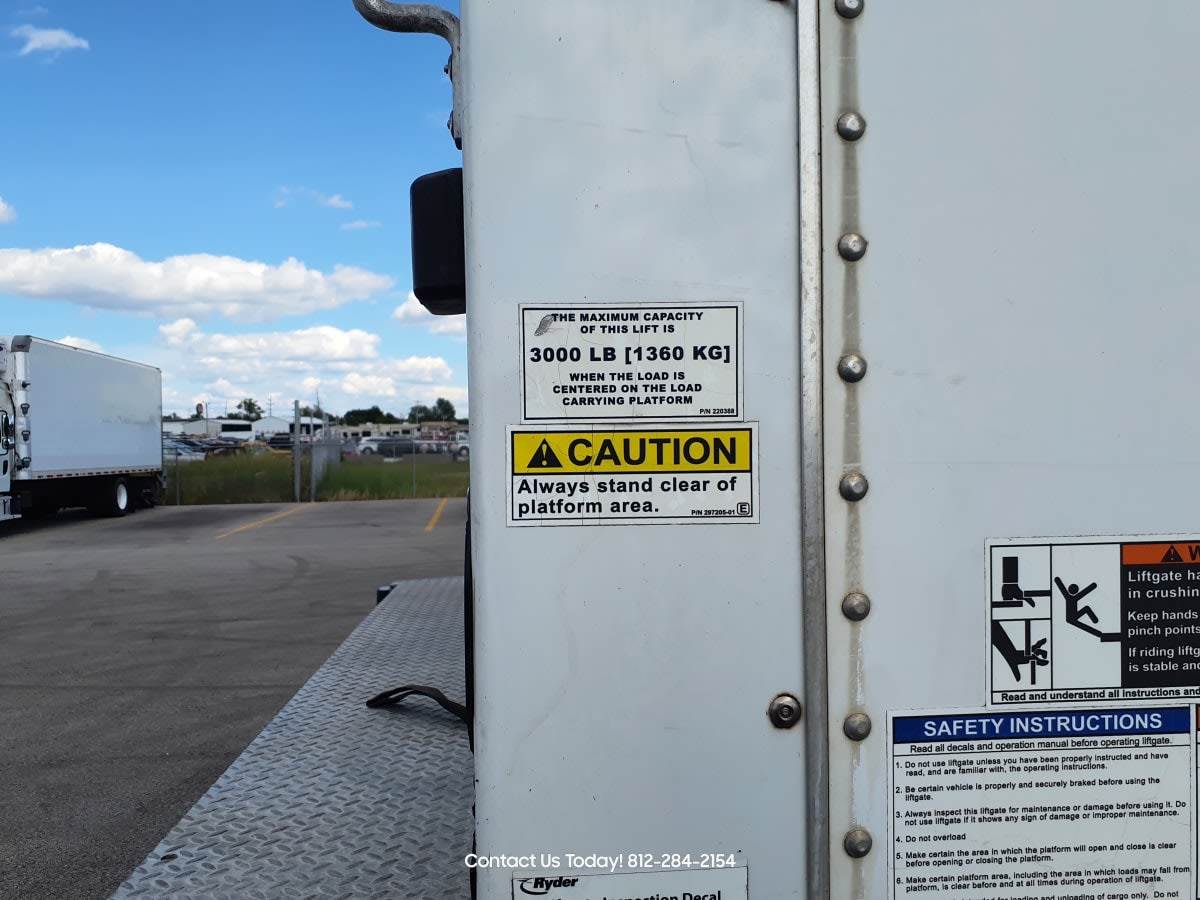 THE MAXIMUM CAPACITY
OF THIS LIFT IS
3000 LB [1360 KG]
WHEN THE LOAD IS
CENTERED ON THE LOAD
CARRYING PLATFORM
P/N 220388
CAUTION
Always stand clear of
platform area.
P/N 297205-01 E
Liftgate
in
Keep hands
pinch points
If riding
is stable
Read and understand all instructions
SAFETY INSTRUCTIONS
Read all decals and operation manual before operating liftgate.
1. Do not use liftgate unless you have been properly instructed and have
read, and are familiar with, the operating instructions.
2. Be certain vehicle is properly and securely braked before using the
liftgate.
3. Always inspect this liftgate for maintenance or damage before using it. Do
not use liftgate if it shows any sign of damage or improper maintenance.
4. Do not overload
5. Make certain the area in which the platform will open and close is clear
before opening or closing the platform.
6. Make certain platform area, including the area in which loads may fall from
platform, is clear before and at all times during operation of liftgate.
loading and unloading of cargo only. Do not
Contact Us Today! 812-284-2154
Ryder
Inspection Decal